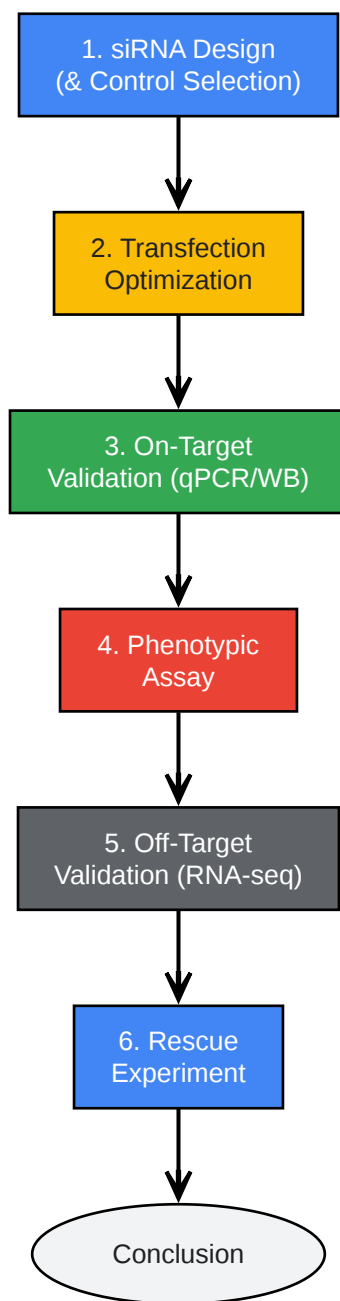 1. siRNA Design
(& Control Selection)
2. Transfection
Optimization
3. On-Target
Validation (qPCR/WB)
4. Phenotypic
Assay
5. Off-Target
Validation (RNA-seq)
6. Rescue
Experiment
Conclusion